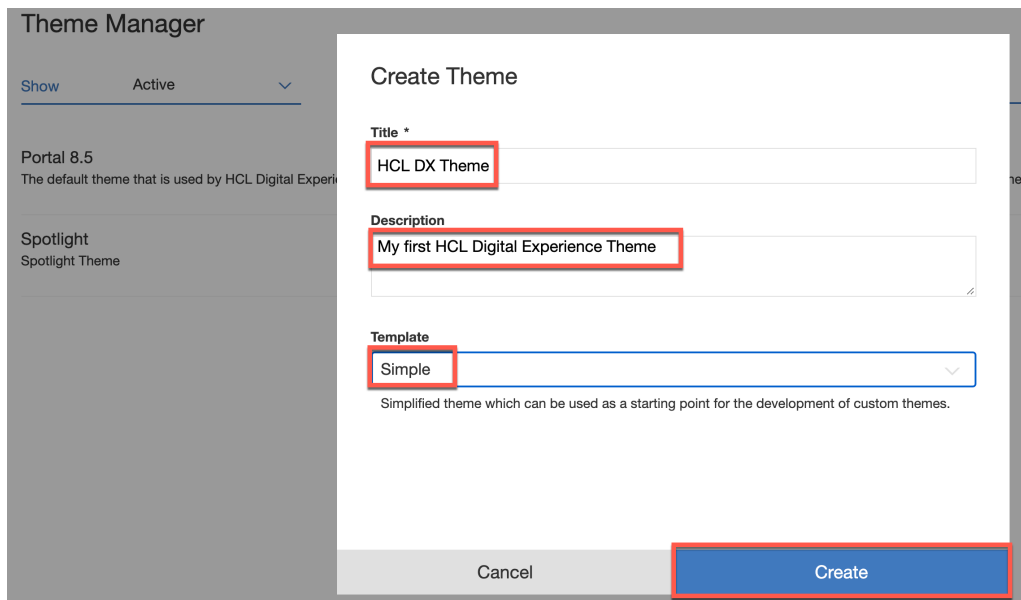 Theme Manager
Show Active
Portal 8.5
The default theme that is used by HCL Digital
Spotlight
Spotlight Theme
Create Theme
Title *
HCL DX Theme
Description
My first HCL Digital Experience Theme
Template
Simple
Simplified theme which can be used as a starting point for the development of custom themes.
Cancel
Create